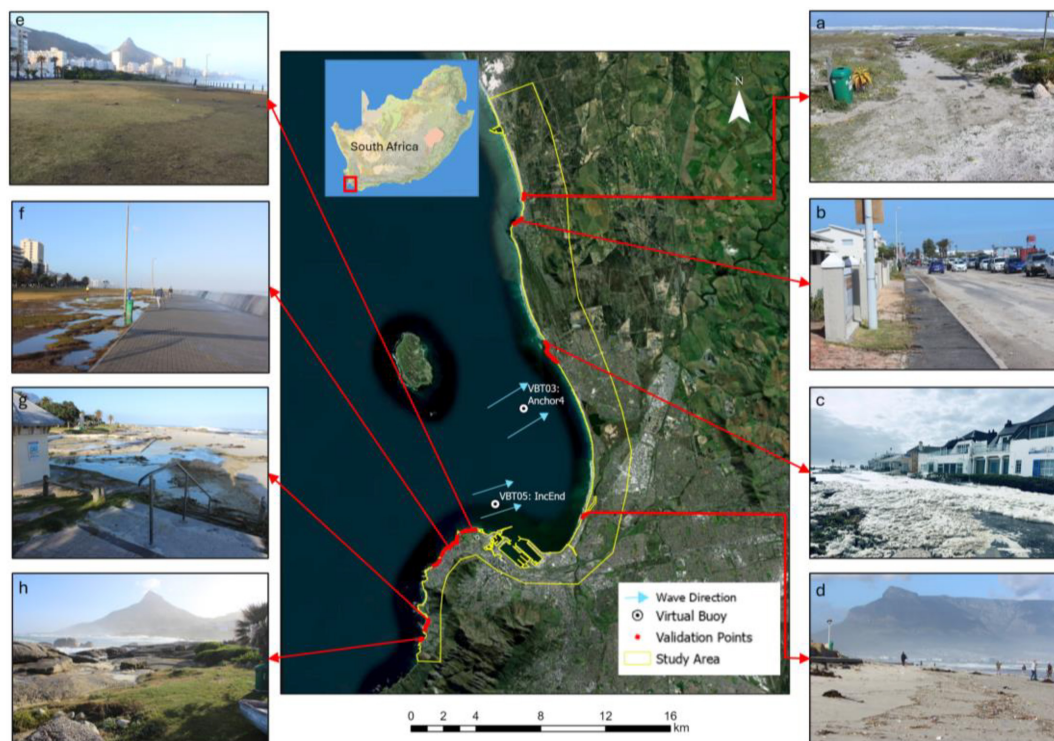 e
f
g
h
South Africa
N
VBT03:
Anchor4
VBT05: IncEnd
Wave Direction
Virtual Buoy
Validation Points
Study Area
0 2 4 8 12 16
km
a
b
c
d